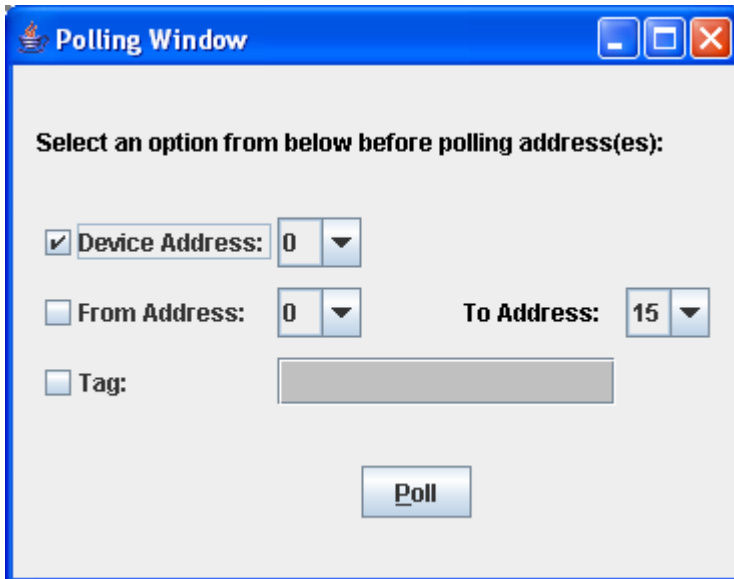 Polling Window
Select an option from below before polling address(es):
Device Address: 0
From Address: 0 To Address: 15
Tag:
Poll